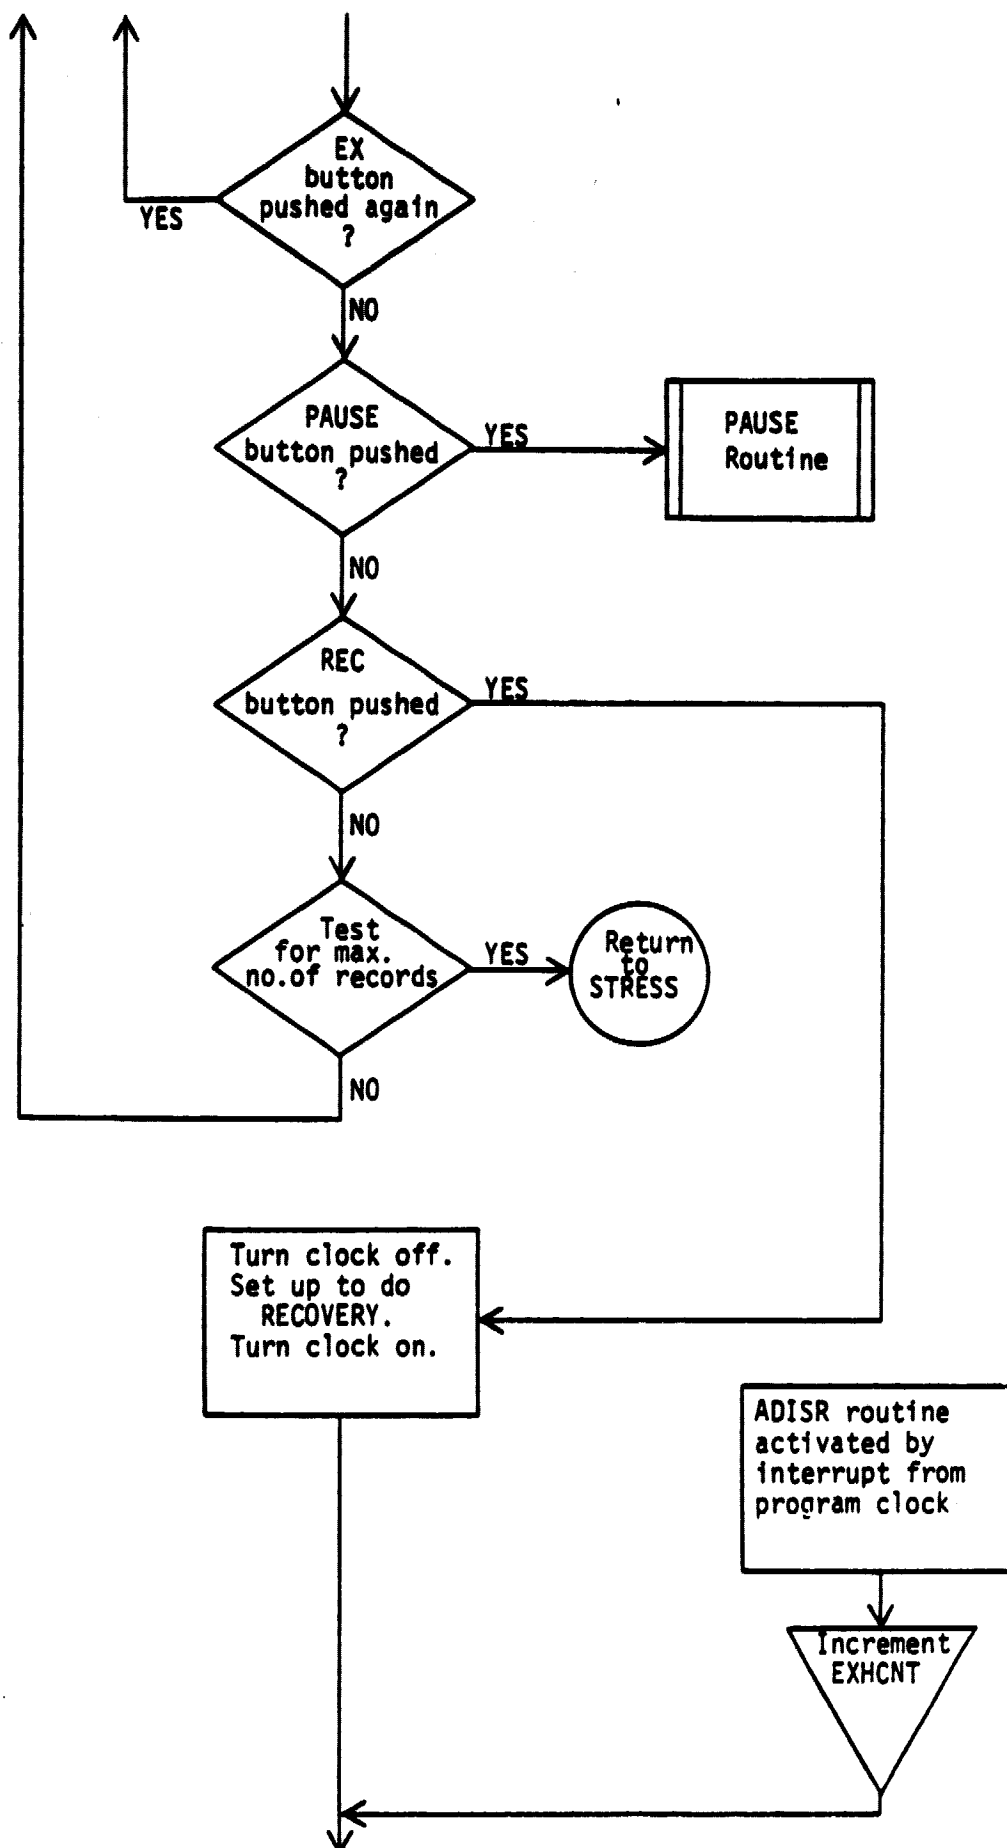 EX
button
pushed again
?
YES
NO
PAUSE
button pushed
?
YES
PAUSE
Routine
NO
REC
button pushed
?
YES
NO
Test
for max.
no.of records
YES
Return
to
STRESS
NO
Turn clock off.
Set up to do
RECOVERY.
Turn clock on.
ADISR routine
activated by
interrupt from
program clock
Increment
EXHCNT